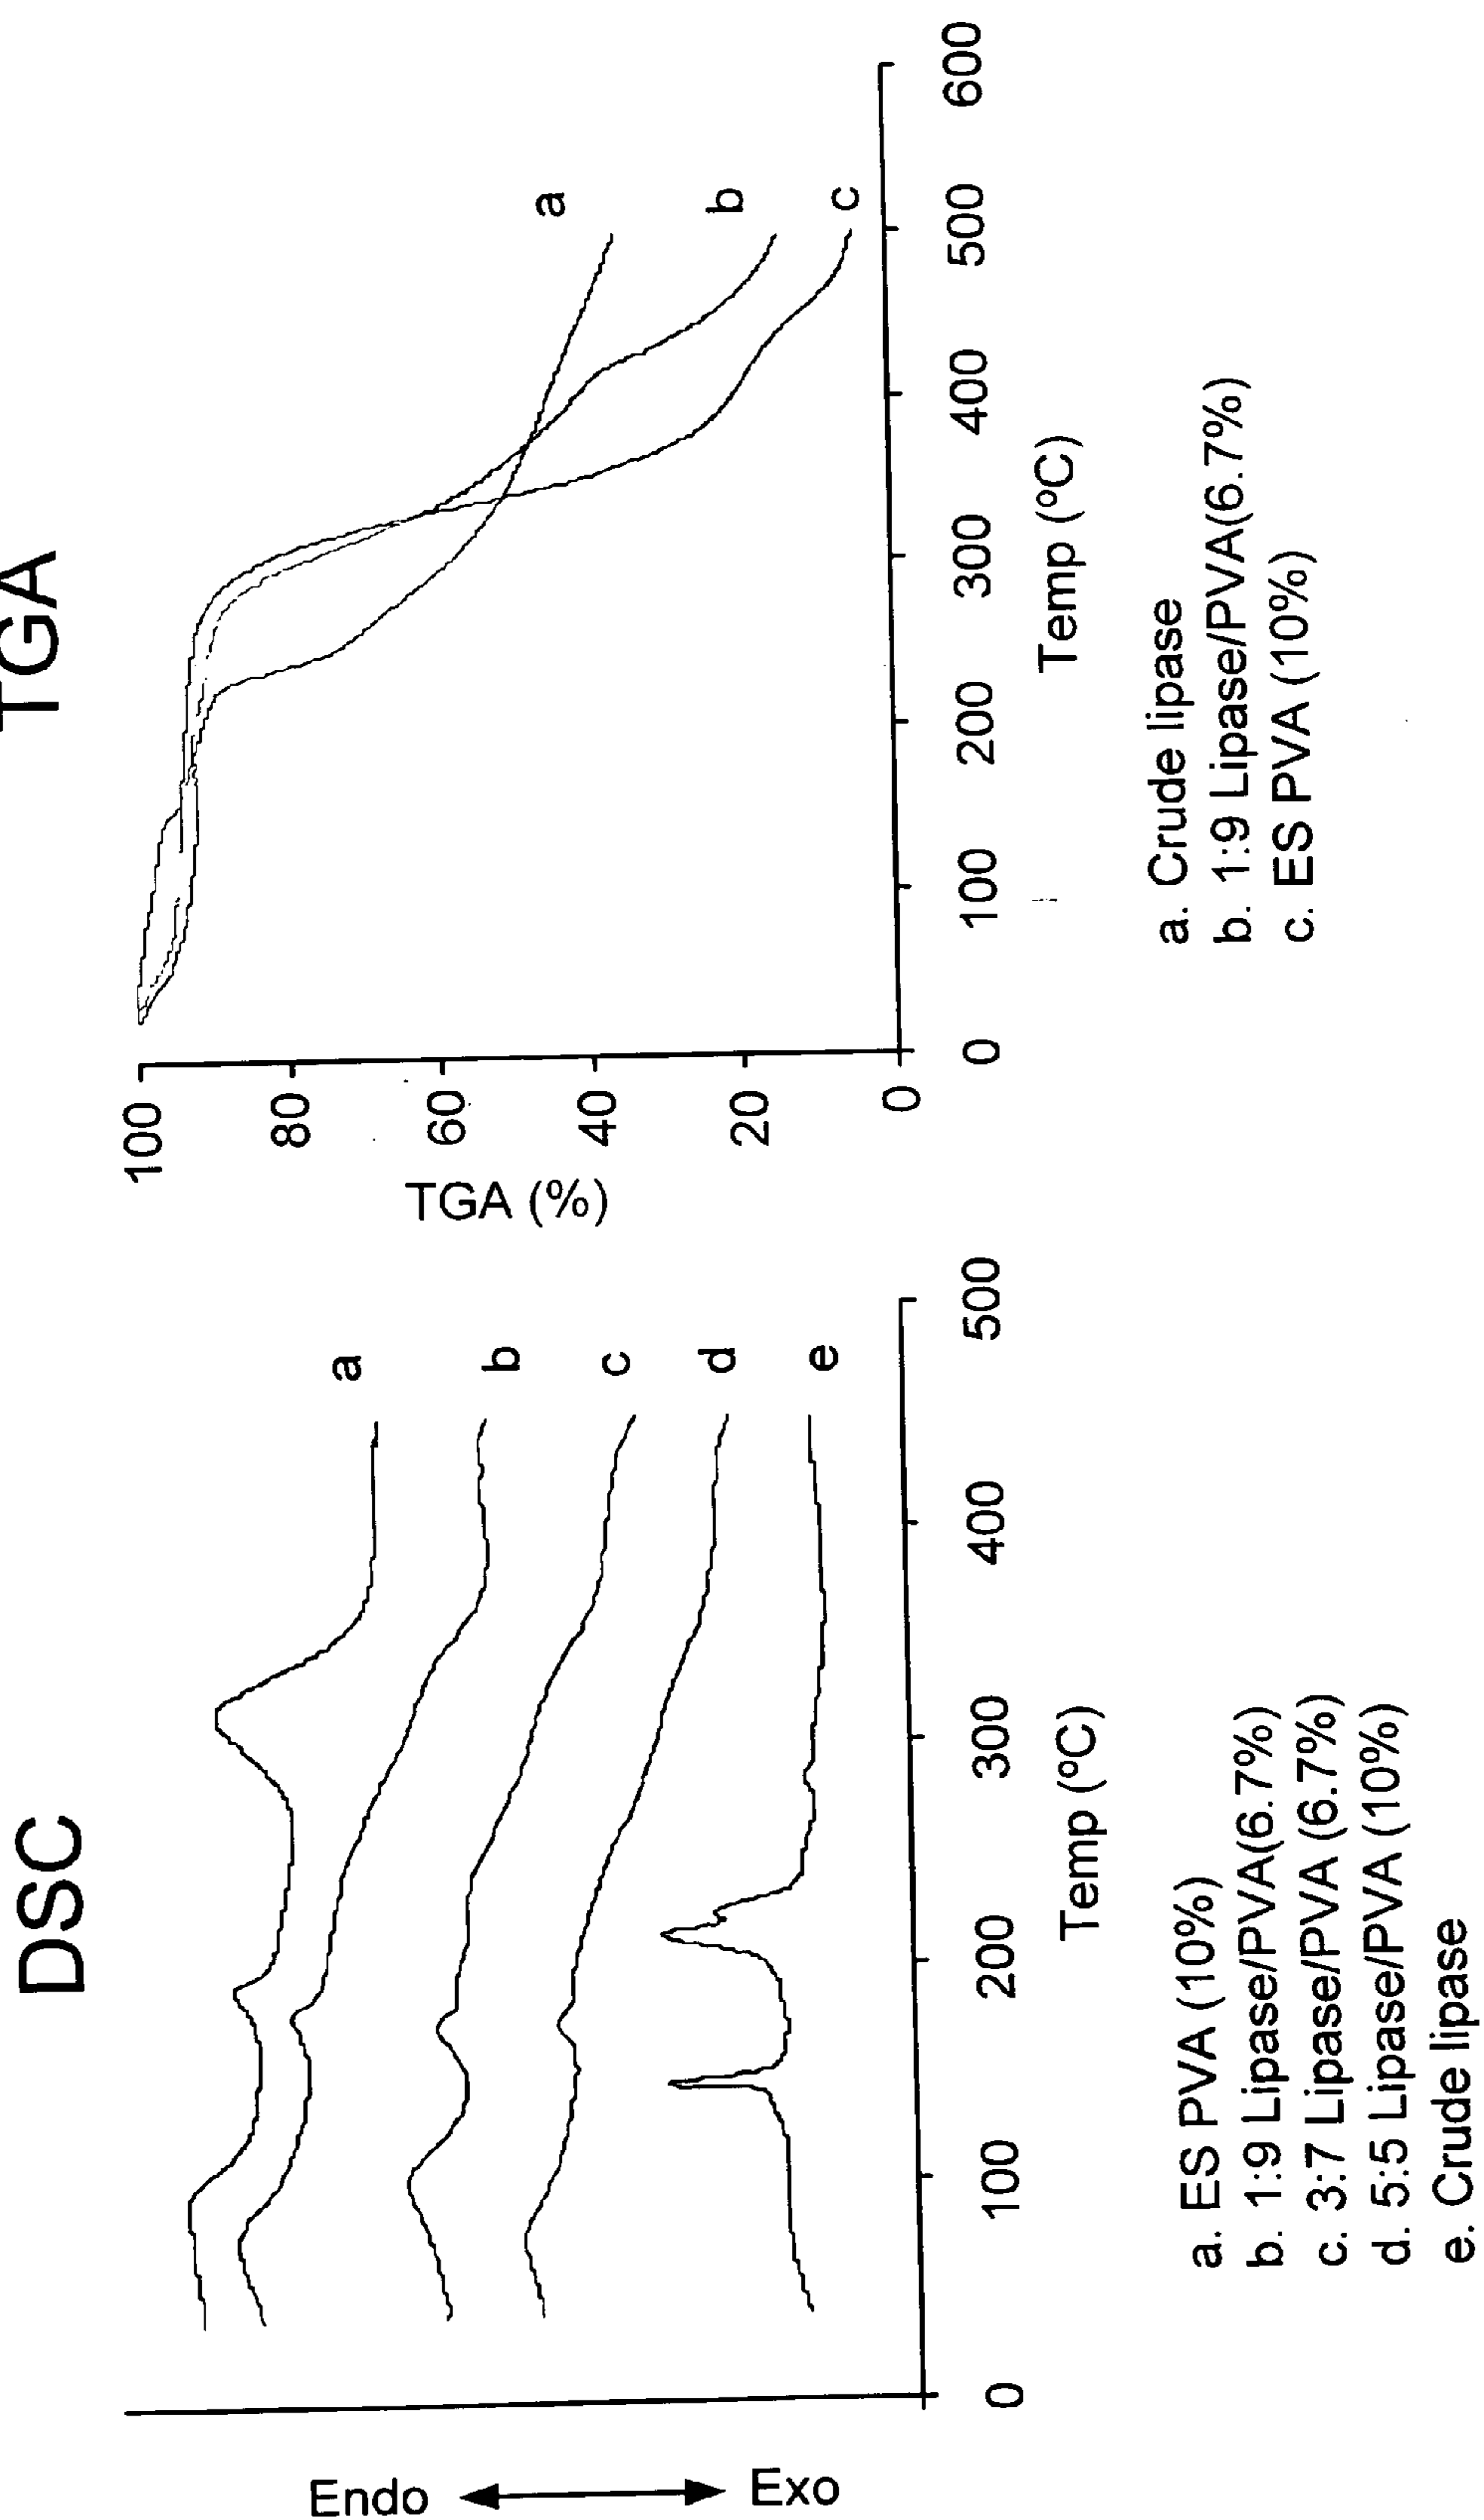 DSC
Endo
Exo
a
b
c
d
e
0
100
200
300
400
500
Temp (ºC)
a. ES PVA (10%)
b. 1:9 Lipase/PVA(6.7%)
c. 3:7 Lipase/PVA (6.7%)
d. 5:5 Lipase/PVA (10%)
e. Crude lipase
TGA
TGA (%)
100
80
60
40
20
0
a
b
c
0
100
200
300
400
500
600
Temp (ºC)
a. Crude lipase
b. 1:9 Lipase/PVA(6.7%)
c. ES PVA (10%)